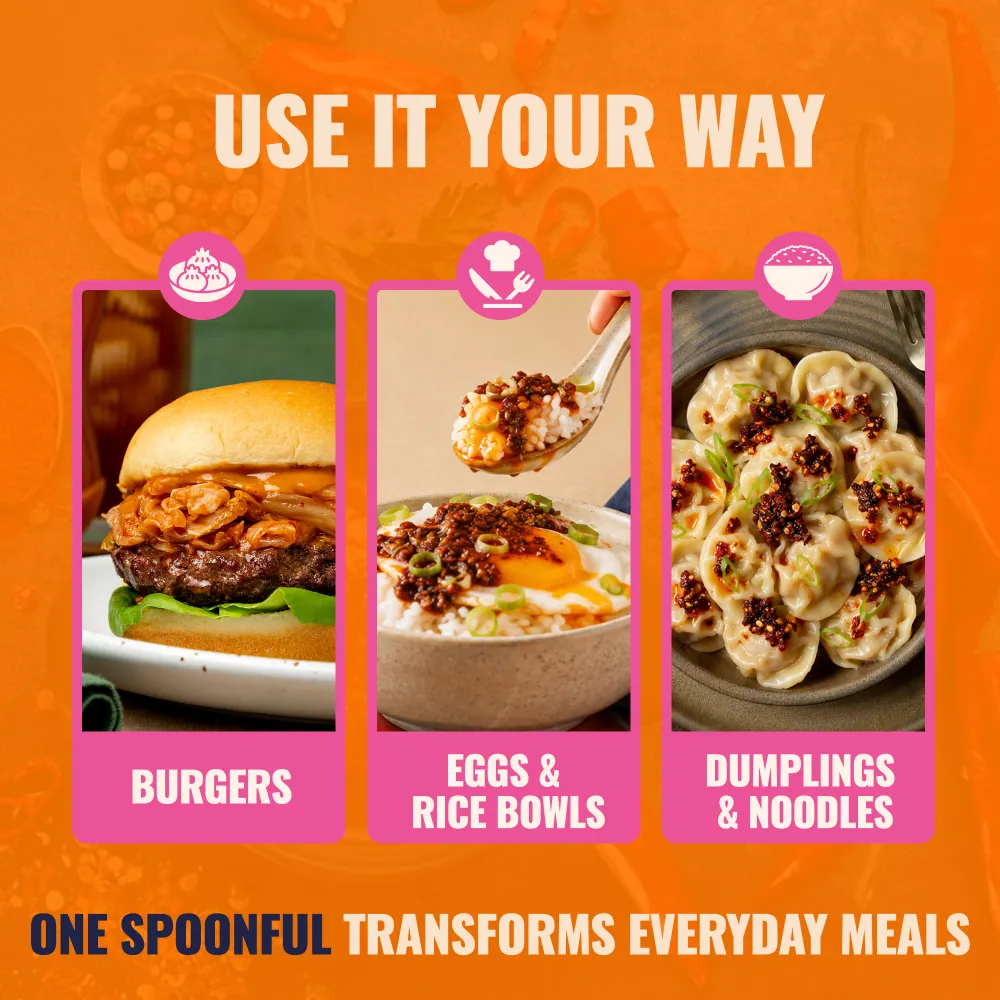 USE IT YOUR WAY
BURGERS
EGGS &
RICE BOWLS
DUMPLINGS
& NOODLES
ONE SPOONFUL TRANSFORMS EVERYDAY MEALS